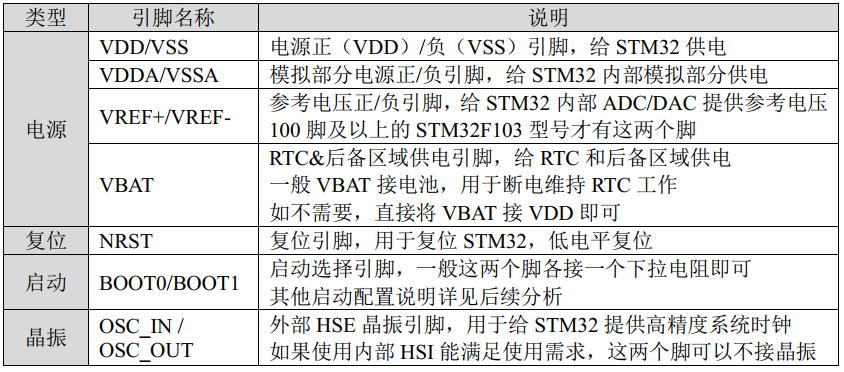 类型 引脚名称 说明
电源
VDD/VSS 电源正（VDD）/负（VSS）引脚，给 STM32 供电
VDDA/VSSA 模拟部分电源正/负引脚，给 STM32 内部模拟部分供电
VREF+/VREF- 参考电压正/负引脚，给 STM32 内部 ADC/DAC 提供参考电压
100 脚及以上的 STM32F103 型号才有这两个脚
VBAT RTC&后备区域供电引脚，给 RTC 和后备区域供电
一般 VBAT 接电池，用于断电维持 RTC 工作
如不需要，直接将 VBAT 接 VDD 即可
复位 NRST 复位引脚，用于复位 STM32，低电平复位
启动 BOOT0/BOOT1 启动选择引脚，一般这两个脚各接一个下拉电阻即可
其他启动配置说明详见后续分析
晶振 OSC_IN / 外部 HSE 晶振引脚，用于给 STM32 提供高精度系统时钟
OSC_OUT 如果使用内部 HSI 能满足使用需求，这两个脚可以不接晶振